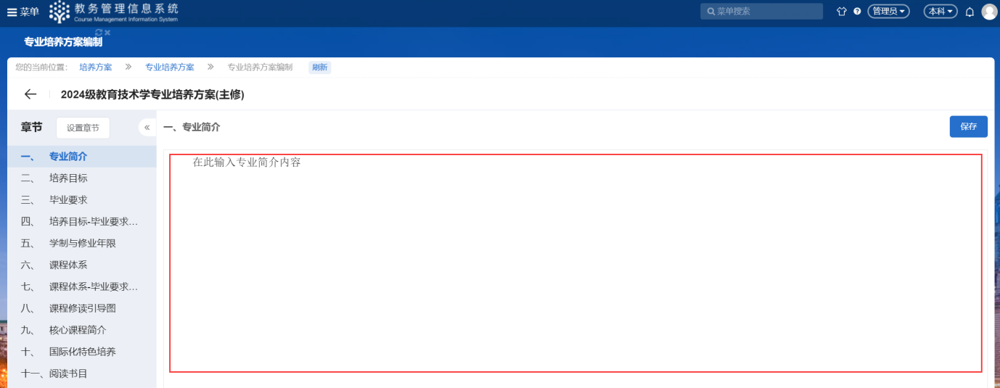 菜单 教务管理信息系统 菜单搜索 管理员 本科
Course Management Information System
专业培养方案编制
您的当前位置： 培养方案 专业培养方案 专业培养方案编制 刷新
2024级教育技术学专业培养方案(主修)
章节 设置章节 « 一、专业简介 保存
一、 专业简介
在此输入专业简介内容
二、 培养目标
三、 毕业要求
四、 培养目标-毕业要求...
五、 学制与修业年限
六、 课程体系
七、 课程体系-毕业要求...
八、 课程修读引导图
九、 核心课程简介
十、 国际化特色培养
十一、阅读书目